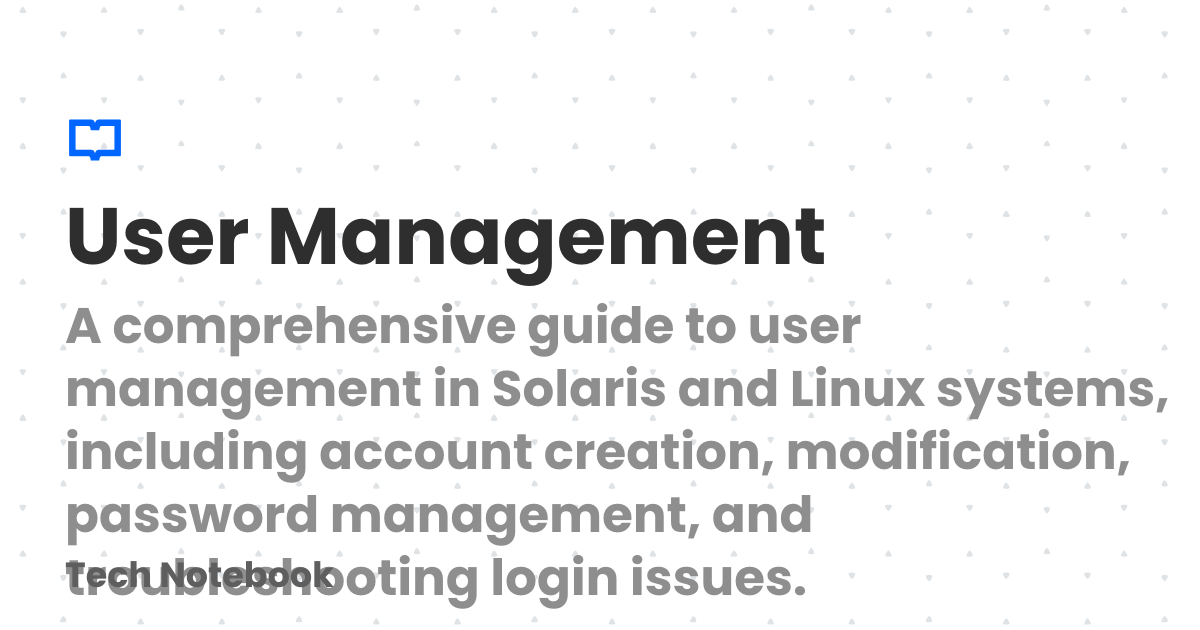 User Management
A comprehensive guide to user
management in Solaris and Linux systems,
including account creation, modification,
password management, and
troubleshooting login issues.
Tech Notebook